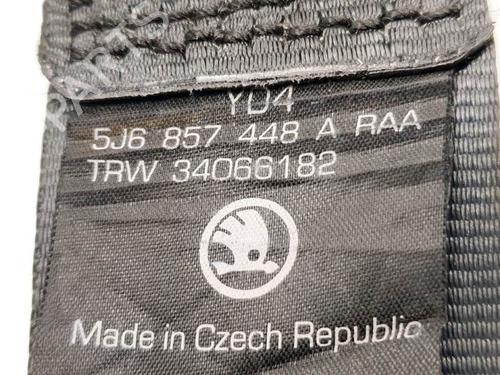 YD4
5J6 857 448 A RAA
TRW 34066182
Made in Czech Republic